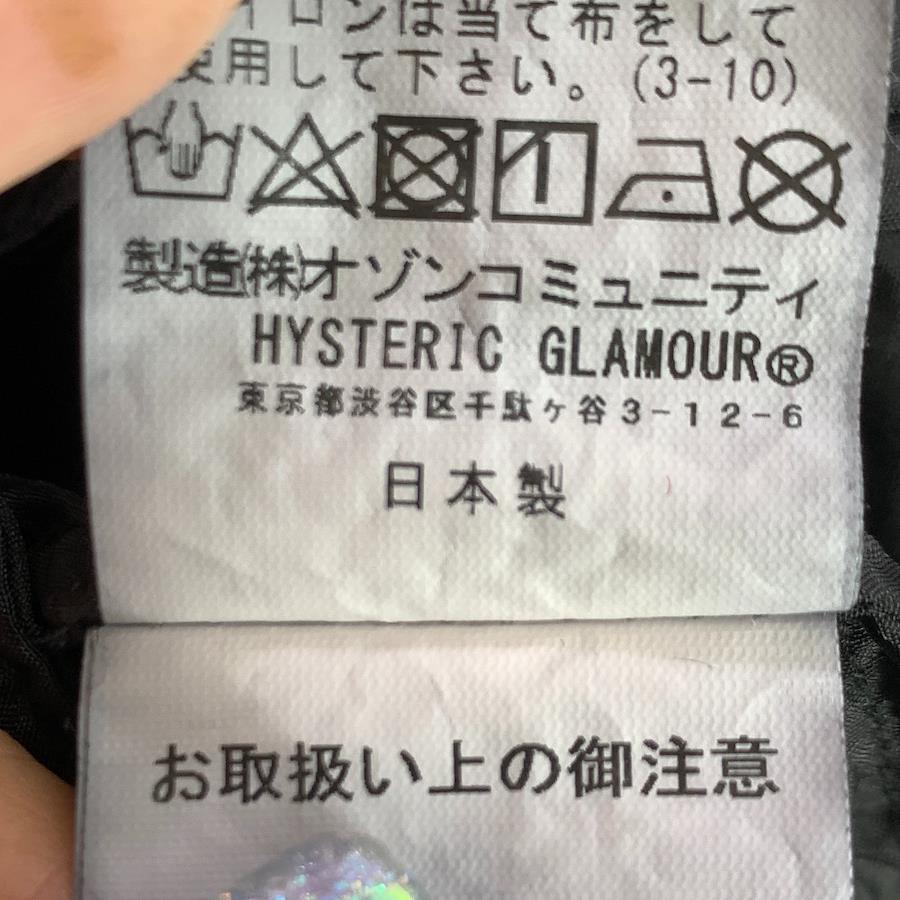 イロンは当て布をして
使用して下さい。(3-10)
製造(株)オゾンコミュニティ
HYSTERIC GLAMOUR®
東京都渋谷区千駄ヶ谷3-12-6
日本製
お取扱い上の御注意